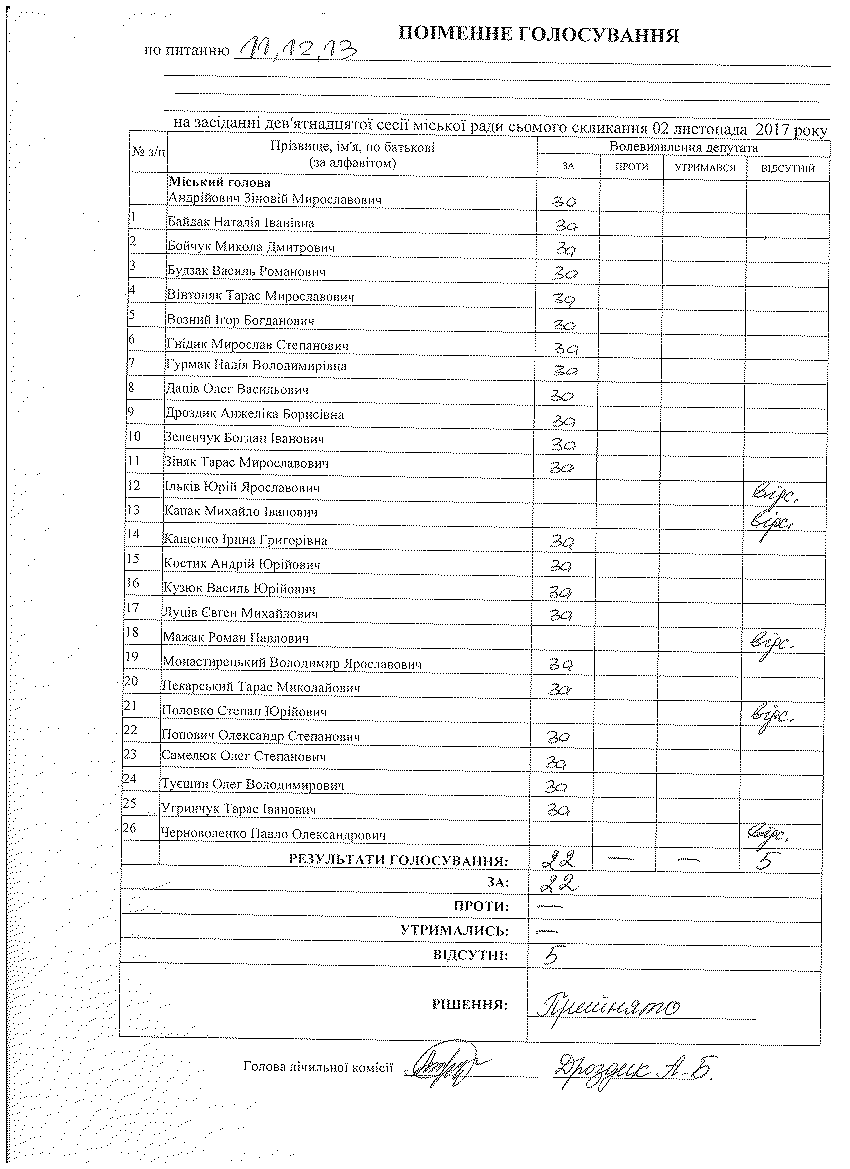 ПОІМЕННЕ ГОЛОСУВАННЯ
по питанню 11, 12, 13
на засіданні дев'ятнадцятої сесії міської ради сьомого скликання 02 листопада 2017 року
№ з/п Прізвище, ім'я, по батькові (за алфавітом) Волевиявлення депутата
ЗА ПРОТИ УТРИМАВСЯ ВІДСУТНІЙ
Міський голова
Андрійович Зіновій Мирославович за
1 Байдак Наталія Іванівна за
2 Бойчук Микола Дмитрович за
3 Будзак Василь Романович за
4 Вівтоняк Тарас Мирославович за
5 Возний Ігор Богданович за
6 Гнідик Мирослав Степанович за
7 Гурмак Надія Володимирівна за
8 Даців Олег Васильович за
9 Дроздик Анжеліка Борисівна за
10 Зеленчук Богдан Іванович за
11 Зіняк Тарас Мирославович за
12 Ільків Юрій Ярославович відс.
13 Капак Михайло Іванович відс.
14 Кащенко Ірина Григорівна за
15 Костик Андрій Юрійович за
16 Кузюк Василь Юрійович за
17 Луців Євген Михайлович за
18 Мажак Роман Павлович відс.
19 Монастирецький Володимир Ярославович за
20 Пекарський Тарас Миколайович за
21 Половко Степан Юрійович відс.
22 Попович Олександр Степанович за
23 Самелюк Олег Степанович за
24 Туєшин Олег Володимирович за
25 Угринчук Тарас Іванович за
26 Черноволенко Павло Олександрович відс.
РЕЗУЛЬТАТИ ГОЛОСУВАННЯ: 22 — — 5
ЗА: 22
ПРОТИ: —
УТРИМАЛИСЬ: —
ВІДСУТНІ: 5
РІШЕННЯ: Прийнято
Голова лічильної комісії Дроздик А.Б.